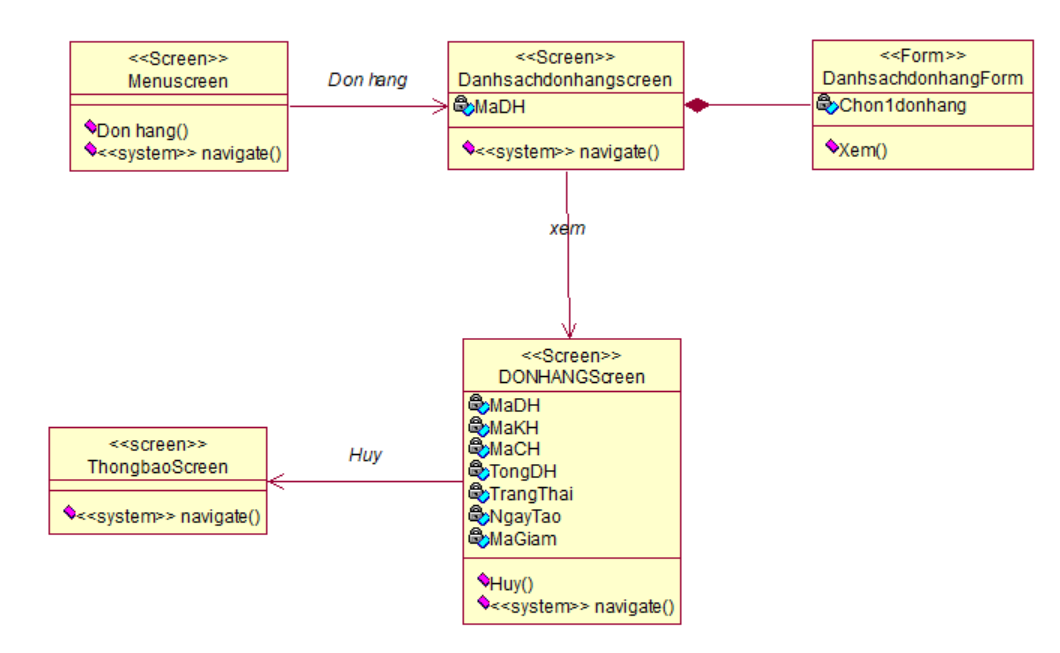 <<Screen>>
Menuscreen
Don hang()
<<system>> navigate()
Don hang
<<Screen>>
Danhsachdonhangscreen
MaDH
<<system>> navigate()
<<Form>>
DanhsachdonhangForm
Chon1donhang
Xem()
xem
<<Screen>>
DONHANGScreen
MaDH
MaKH
MaCH
TongDH
TrangThai
NgayTao
MaGiam
Huy()
<<system>> navigate()
Huy
<<screen>>
ThongbaoScreen
<<system>> navigate()